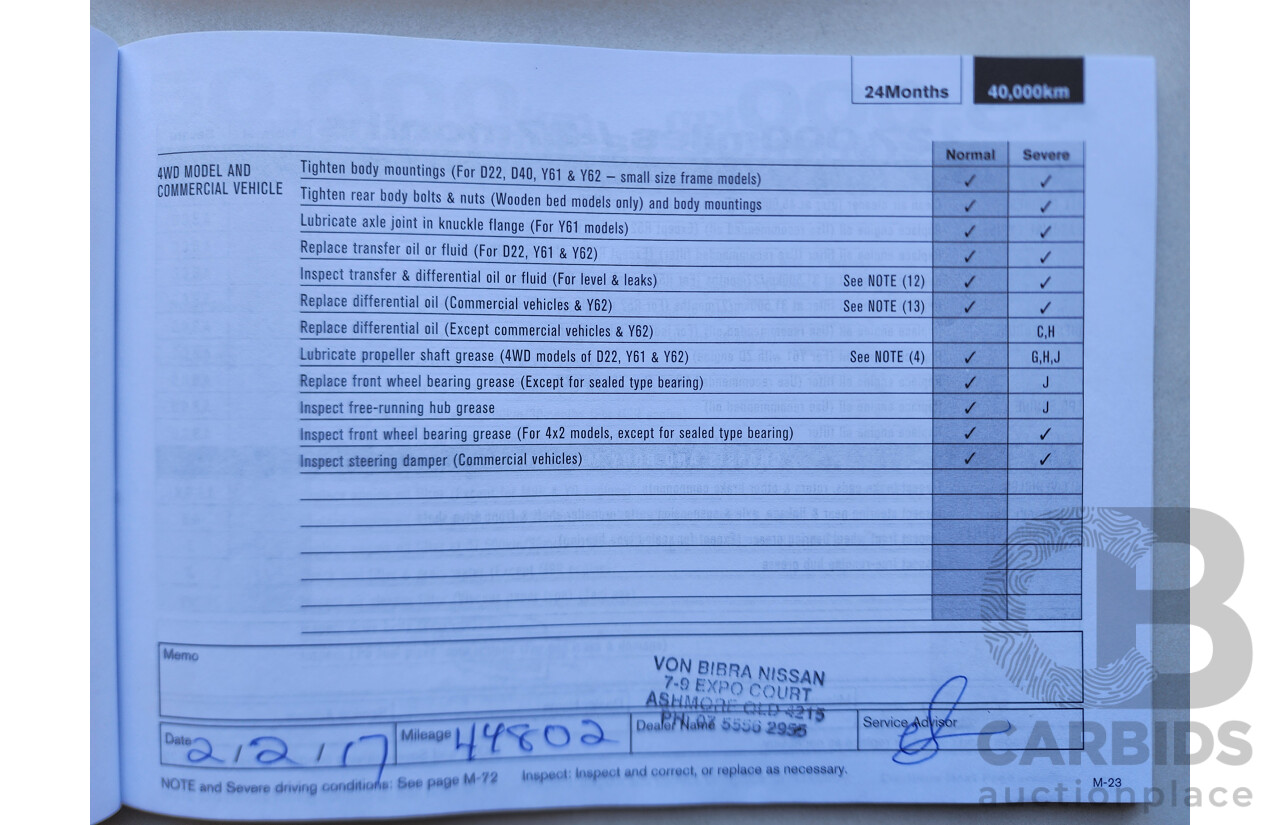 24Months 40,000km
Normal Severe
4WD MODEL AND
COMMERCIAL VEHICLE
Tighten body mountings (For D22, D40, Y61 & Y62 – small size frame models) ✓ ✓
Tighten rear body bolts & nuts (Wooden bed models only) and body mountings ✓ ✓
Lubricate axle joint in knuckle flange (For Y61 models) ✓ ✓
Replace transfer oil or fluid (For D22, Y61 & Y62) ✓ ✓
Inspect transfer & differential oil or fluid (For level & leaks) See NOTE (12) ✓ ✓
Replace differential oil (Commercial vehicles & Y62) See NOTE (13) ✓ ✓
Replace differential oil (Except commercial vehicles & Y62) C,H
Lubricate propeller shaft grease (4WD models of D22, Y61 & Y62) See NOTE (4) ✓ G,H,J
Replace front wheel bearing grease (Except for sealed type bearing) ✓ J
Inspect free-running hub grease ✓ J
Inspect front wheel bearing grease (For 4x2 models, except for sealed type bearing) ✓ ✓
Inspect steering damper (Commercial vehicles) ✓ ✓
Memo
VON BIBRA NISSAN
7-9 EXPO COURT
ASHMORE QLD 4215
PH: 07 5556 2955
Date 2/2/17 Mileage 44802 Dealer Name Service Advisor
NOTE and Severe driving conditions: See page M-72 Inspect: Inspect and correct, or replace as necessary.
M-23
CB
CARBIDS
auctionplace